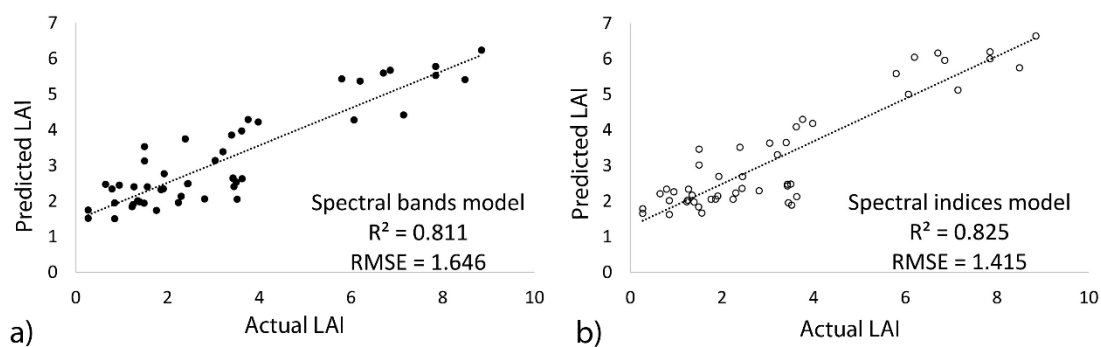 Predicted LAI
7
6
5
4
3
2
1
0
0 2 4 6 8 10
Spectral bands model
R² = 0.811
RMSE = 1.646
Actual LAI
a)
Predicted LAI
7
6
5
4
3
2
1
0
0 2 4 6 8 10
Spectral indices model
R² = 0.825
RMSE = 1.415
Actual LAI
b)